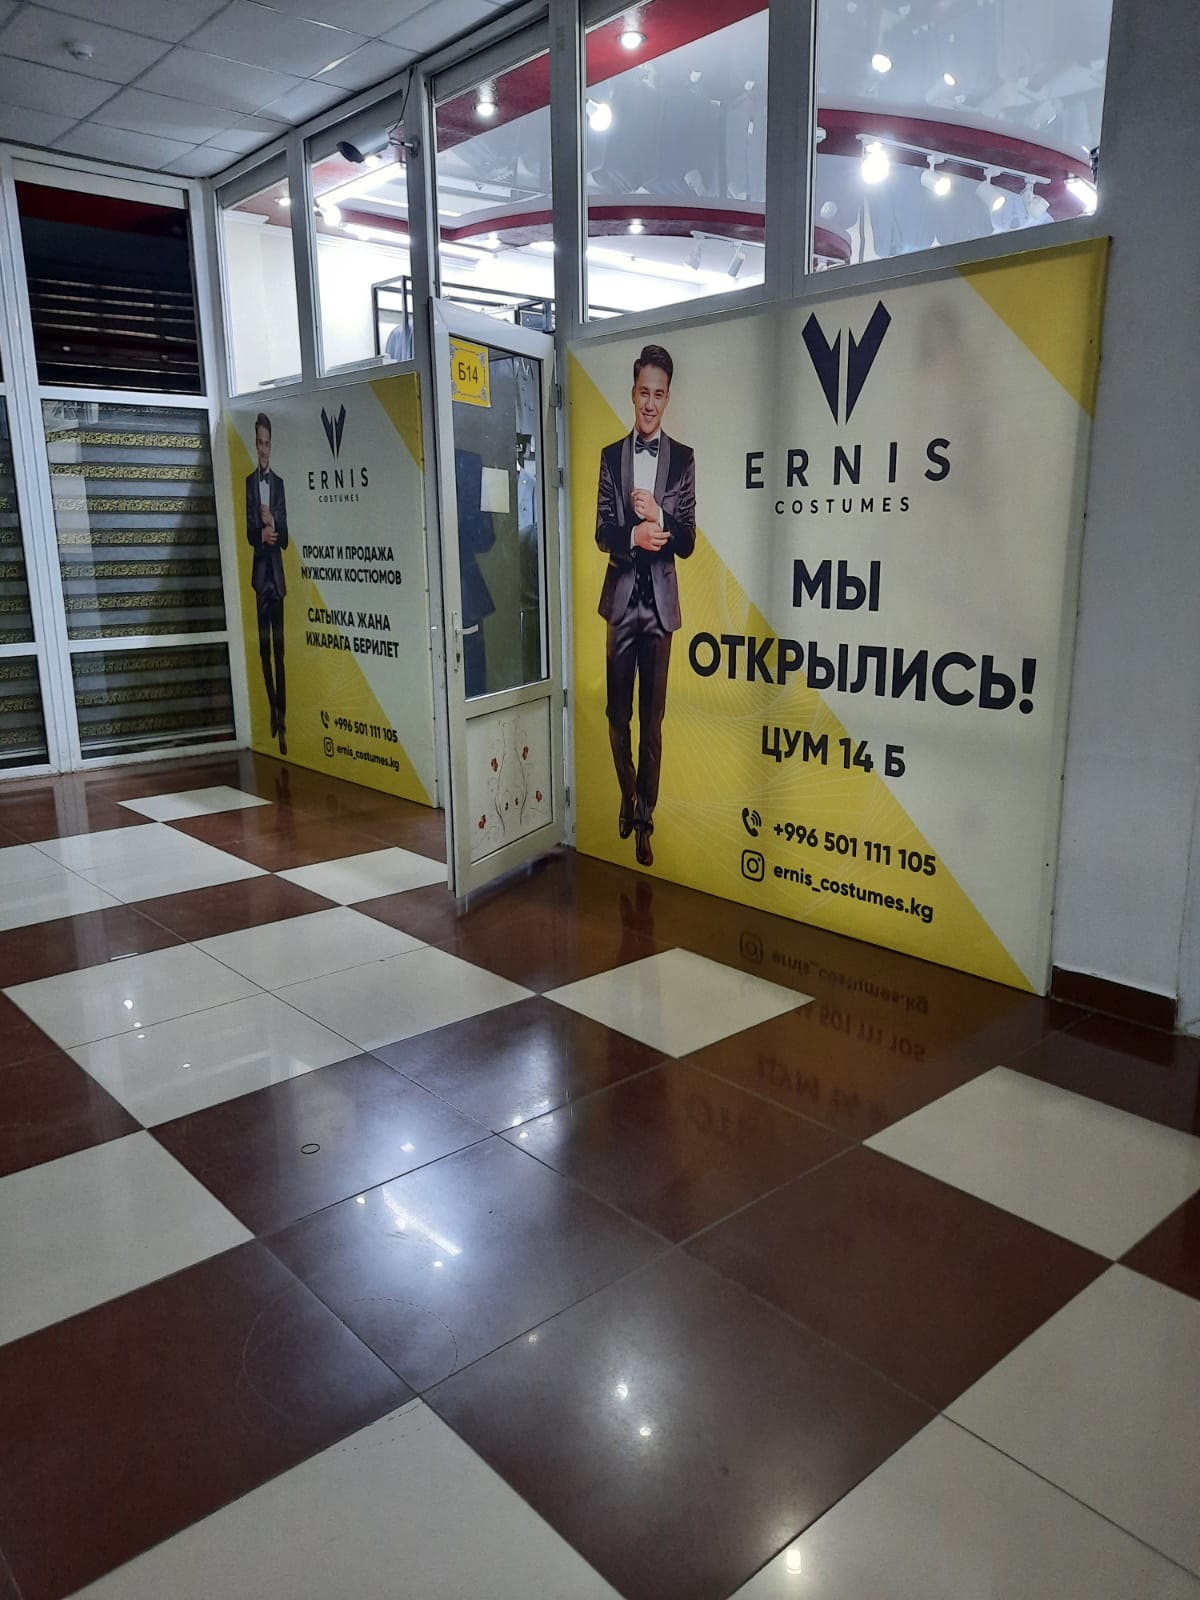 ERNIS
COSTUMES
ПРОКАТ И ПРОДАЖА
МУЖСКИХ КОСТЮМОВ
САТЫККА ЖАНА
ИЖАРАГА БЕРИЛЕТ
+996 501 111 105
ernis_costumes.kg
Б14
ERNIS
COSTUMES
МЫ
ОТКРЫЛИСЬ!
ЦУМ 14 Б
+996 501 111 105
ernis_costumes.kg